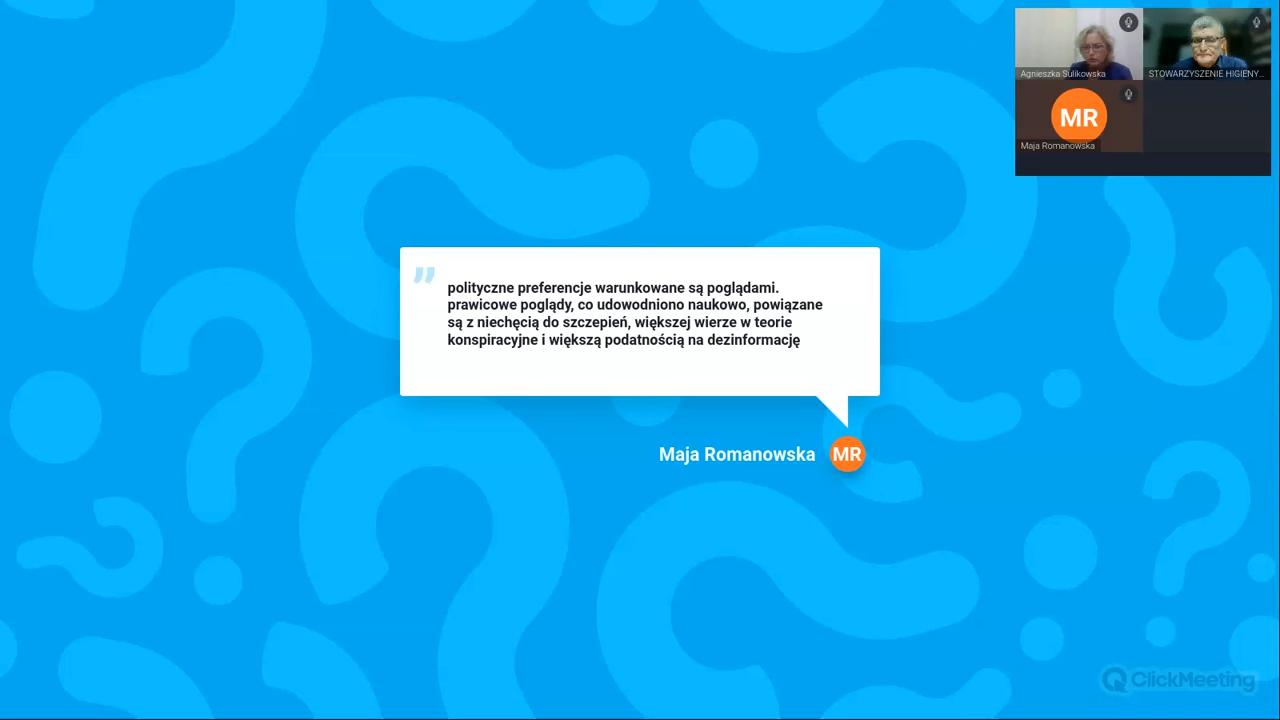 Agnieszka Sulikowska
STOWARZYSZENIE HIGIENY...
MR
Maja Romanowska
”
polityczne preferencje warunkowane są poglądami.
prawicowe poglądy, co udowodniono naukowo, powiązane
są z niechęcią do szczepień, większej wierze w teorie
konspiracyjne i większą podatnością na dezinformację
Maja Romanowska MR
ClickMeeting